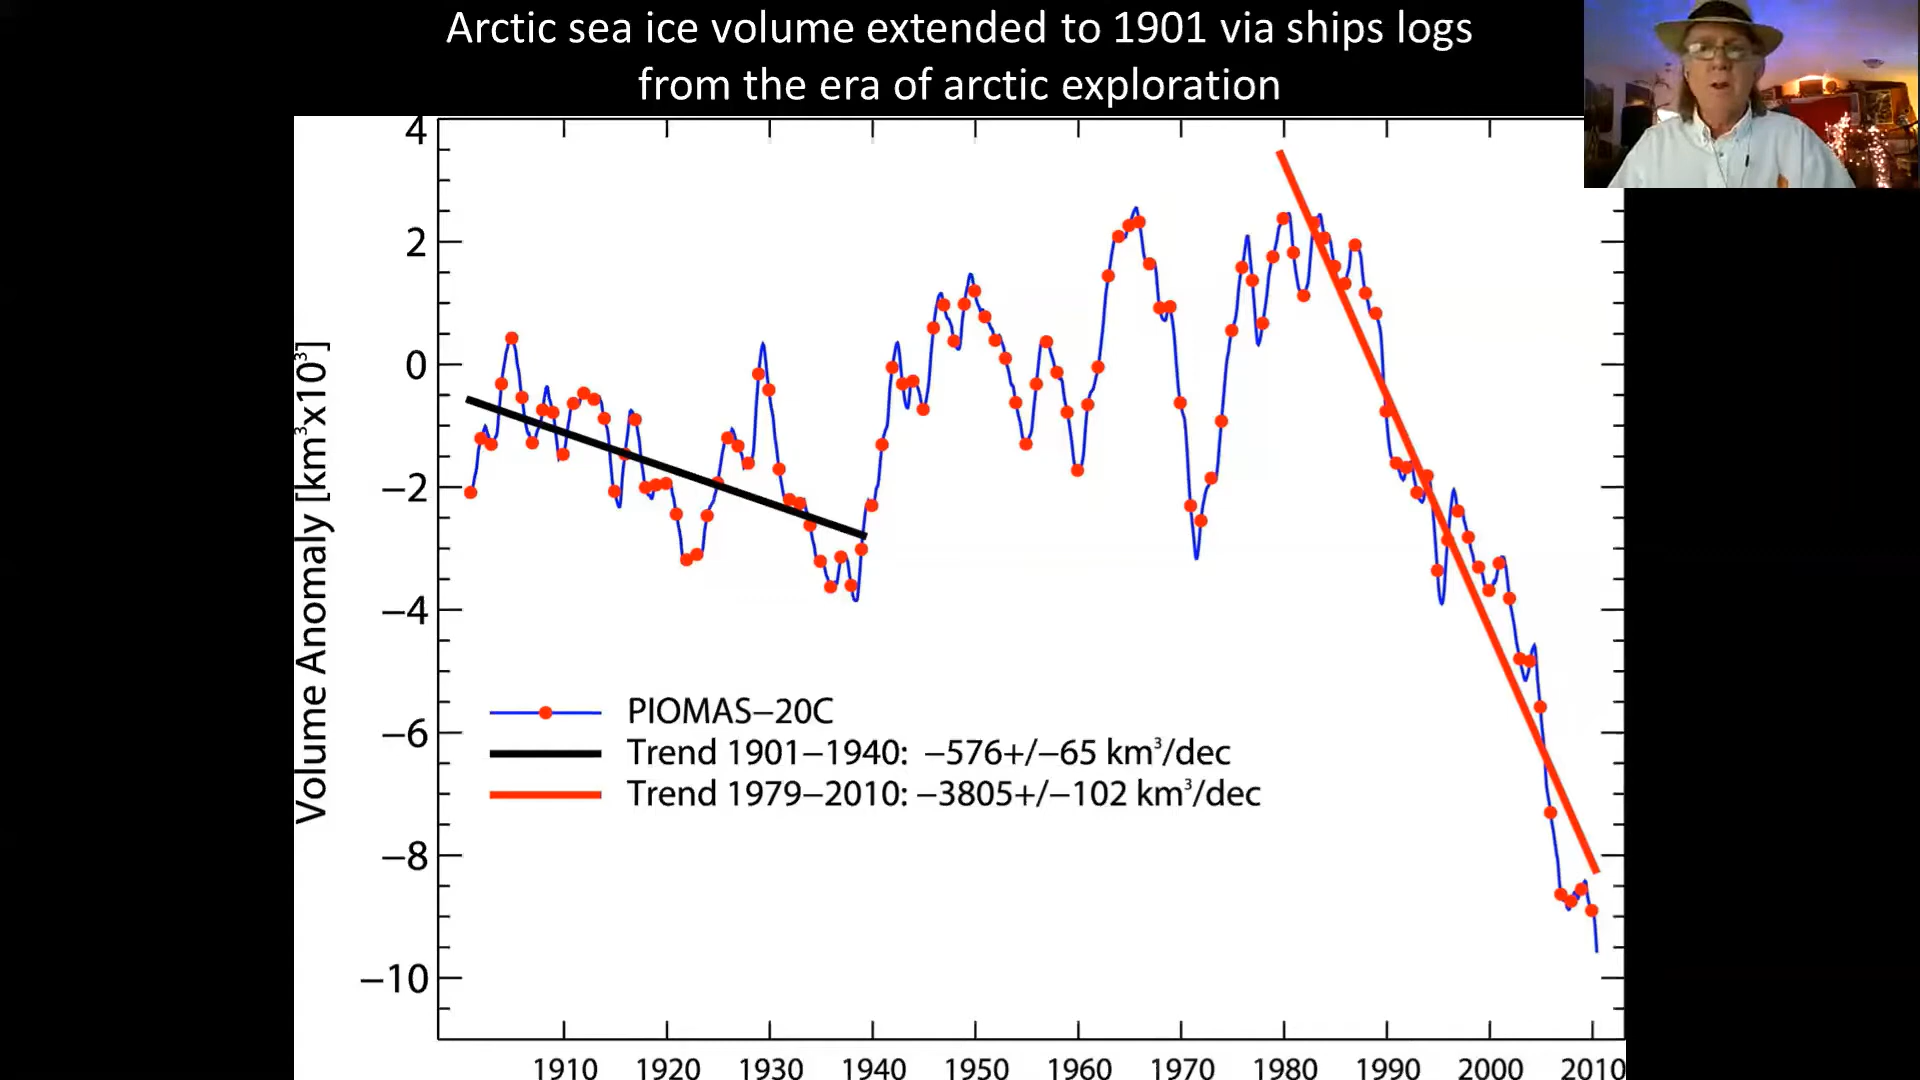 Arctic sea ice volume extended to 1901 via ships logs
from the era of arctic exploration
4
2
0
−2
−4
−6
−8
−10
Volume Anomaly [km³x10³]
PIOMAS−20C
Trend 1901−1940: −576+/−65 km³/dec
Trend 1979−2010: −3805+/−102 km³/dec
1910 1920 1930 1940 1950 1960 1970 1980 1990 2000 2010